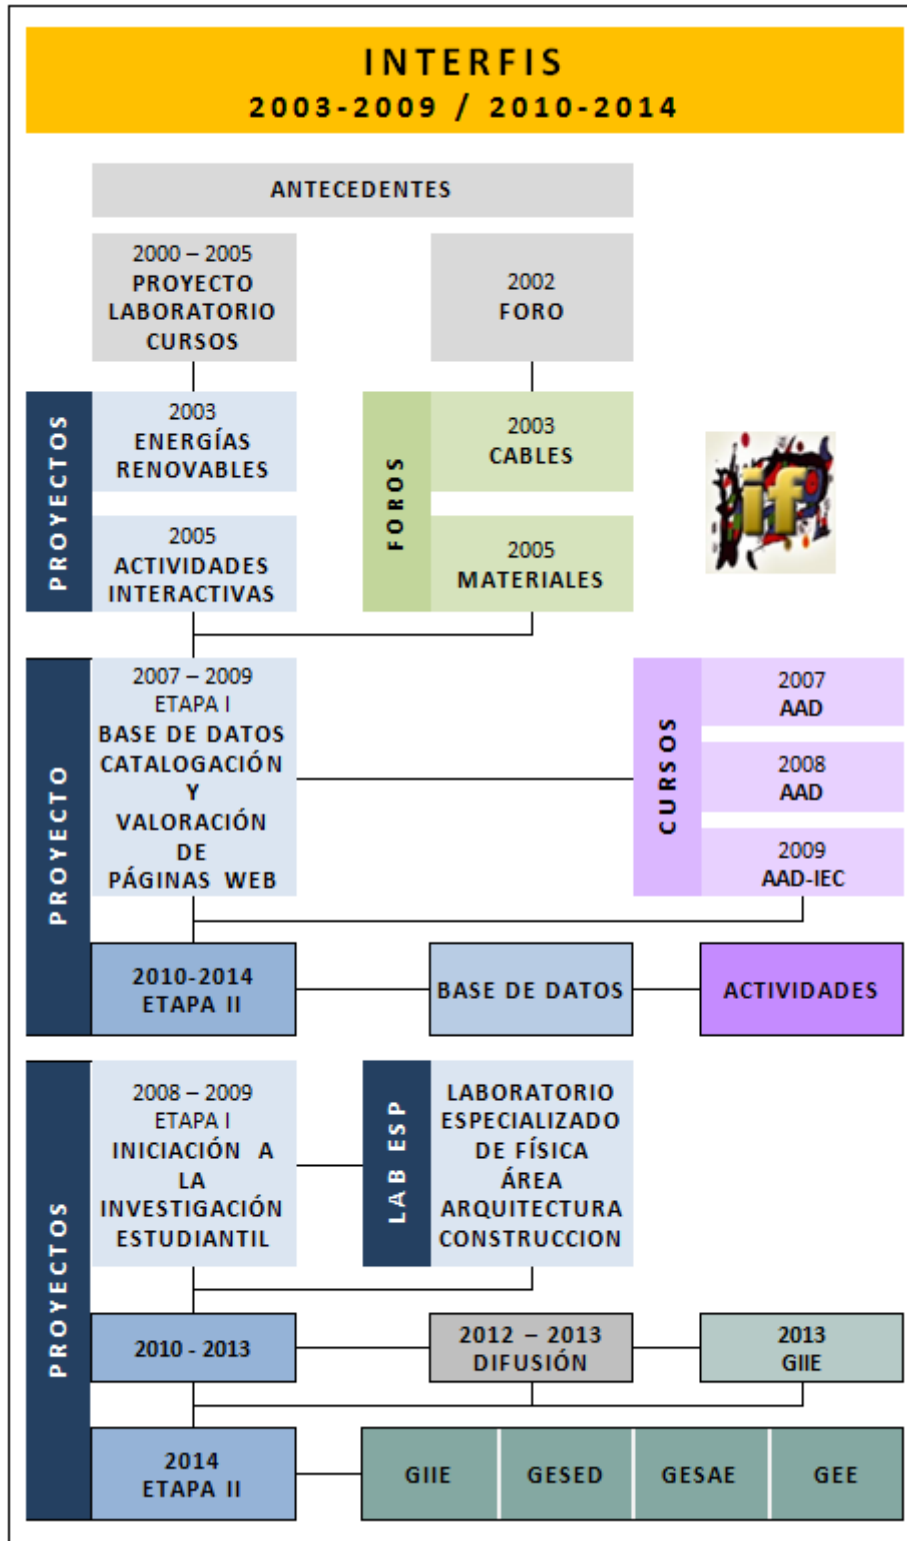 INTERFIS
2003-2009 / 2010-2014
ANTECEDENTES
2000 – 2005
PROYECTO
LABORATORIO
CURSOS
2002
FORO
PROYECTOS
2003
ENERGÍAS
RENOVABLES
2005
ACTIVIDADES
INTERACTIVAS
FOROS
2003
CABLES
2005
MATERIALES
if
PROYECTO
2007 – 2009
ETAPA I
BASE DE DATOS
CATALOGACIÓN
Y
VALORACIÓN
DE
PÁGINAS WEB
CURSOS
2007
AAD
2008
AAD
2009
AAD-IEC
2010-2014
ETAPA II
BASE DE DATOS
ACTIVIDADES
PROYECTOS
2008 – 2009
ETAPA I
INICIACIÓN A
LA
INVESTIGACIÓN
ESTUDIANTIL
LAB ESP
LABORATORIO
ESPECIALIZADO
DE FÍSICA
ÁREA
ARQUITECTURA
CONSTRUCCION
2010 - 2013
2012 – 2013
DIFUSIÓN
2013
GIIE
2014
ETAPA II
GIIE
GESED
GESAE
GEE